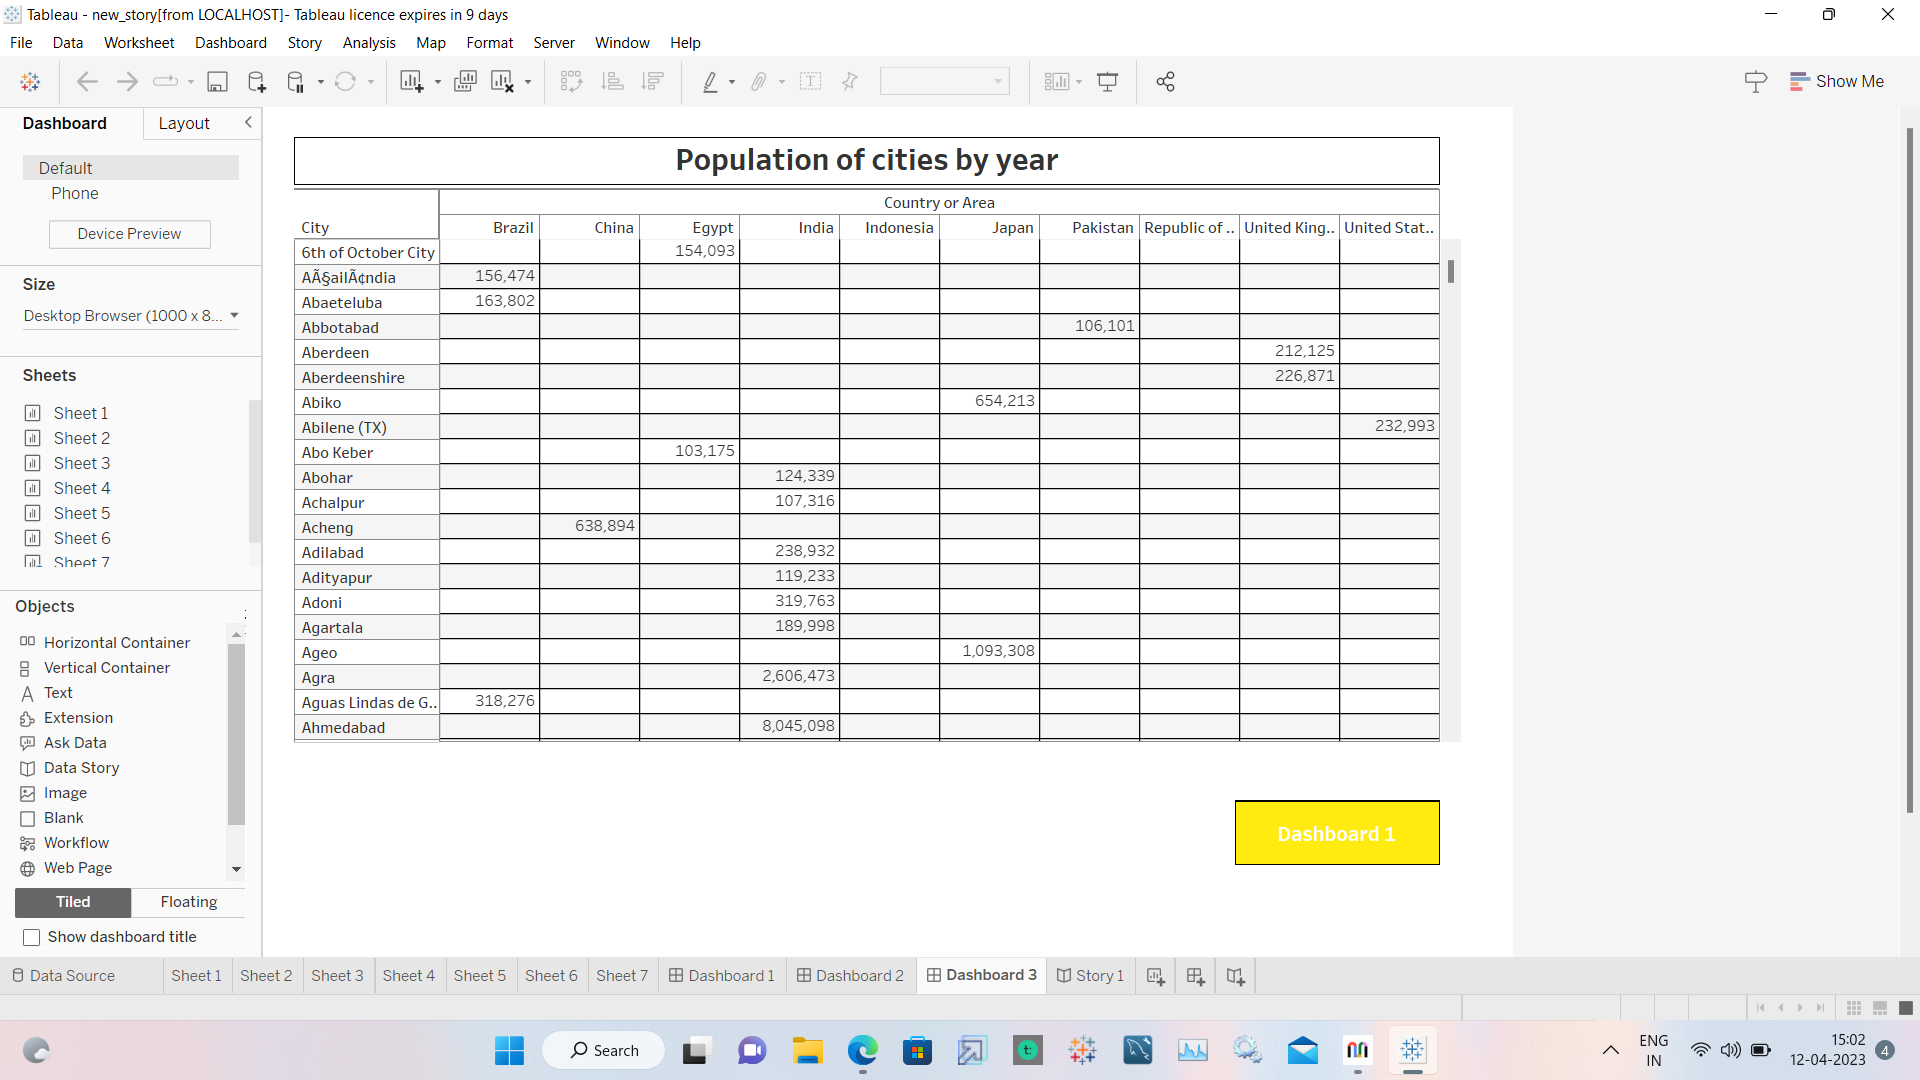 Tableau - new_story[from LOCALHOST]- Tableau licence expires in 9 days
File Data Worksheet Dashboard Story Analysis Map Format Server Window Help
Show Me
Dashboard Layout
Default
Phone
Device Preview
Size
Desktop Browser (1000 x 8...
Sheets
Sheet 1
Sheet 2
Sheet 3
Sheet 4
Sheet 5
Sheet 6
Sheet 7
Objects
Horizontal Container
Vertical Container
Text
Extension
Ask Data
Data Story
Image
Blank
Workflow
Web Page
Tiled Floating
Show dashboard title
Population of cities by year
Country or Area
City Brazil China Egypt India Indonesia Japan Pakistan Republic of .. United King.. United Stat..
6th of October City 154,093
AÃ§ailÃ¢ndia 156,474
Abaeteluba 163,802
Abbotabad 106,101
Aberdeen 212,125
Aberdeenshire 226,871
Abiko 654,213
Abilene (TX) 232,993
Abo Keber 103,175
Abohar 124,339
Achalpur 107,316
Acheng 638,894
Adilabad 238,932
Adityapur 119,233
Adoni 319,763
Agartala 189,998
Ageo 1,093,308
Agra 2,606,473
Aguas Lindas de G.. 318,276
Ahmedabad 8,045,098
Dashboard 1
Data Source Sheet 1 Sheet 2 Sheet 3 Sheet 4 Sheet 5 Sheet 6 Sheet 7 Dashboard 1 Dashboard 2 Dashboard 3 Story 1
Search
ENG
IN
15:02
12-04-2023
4